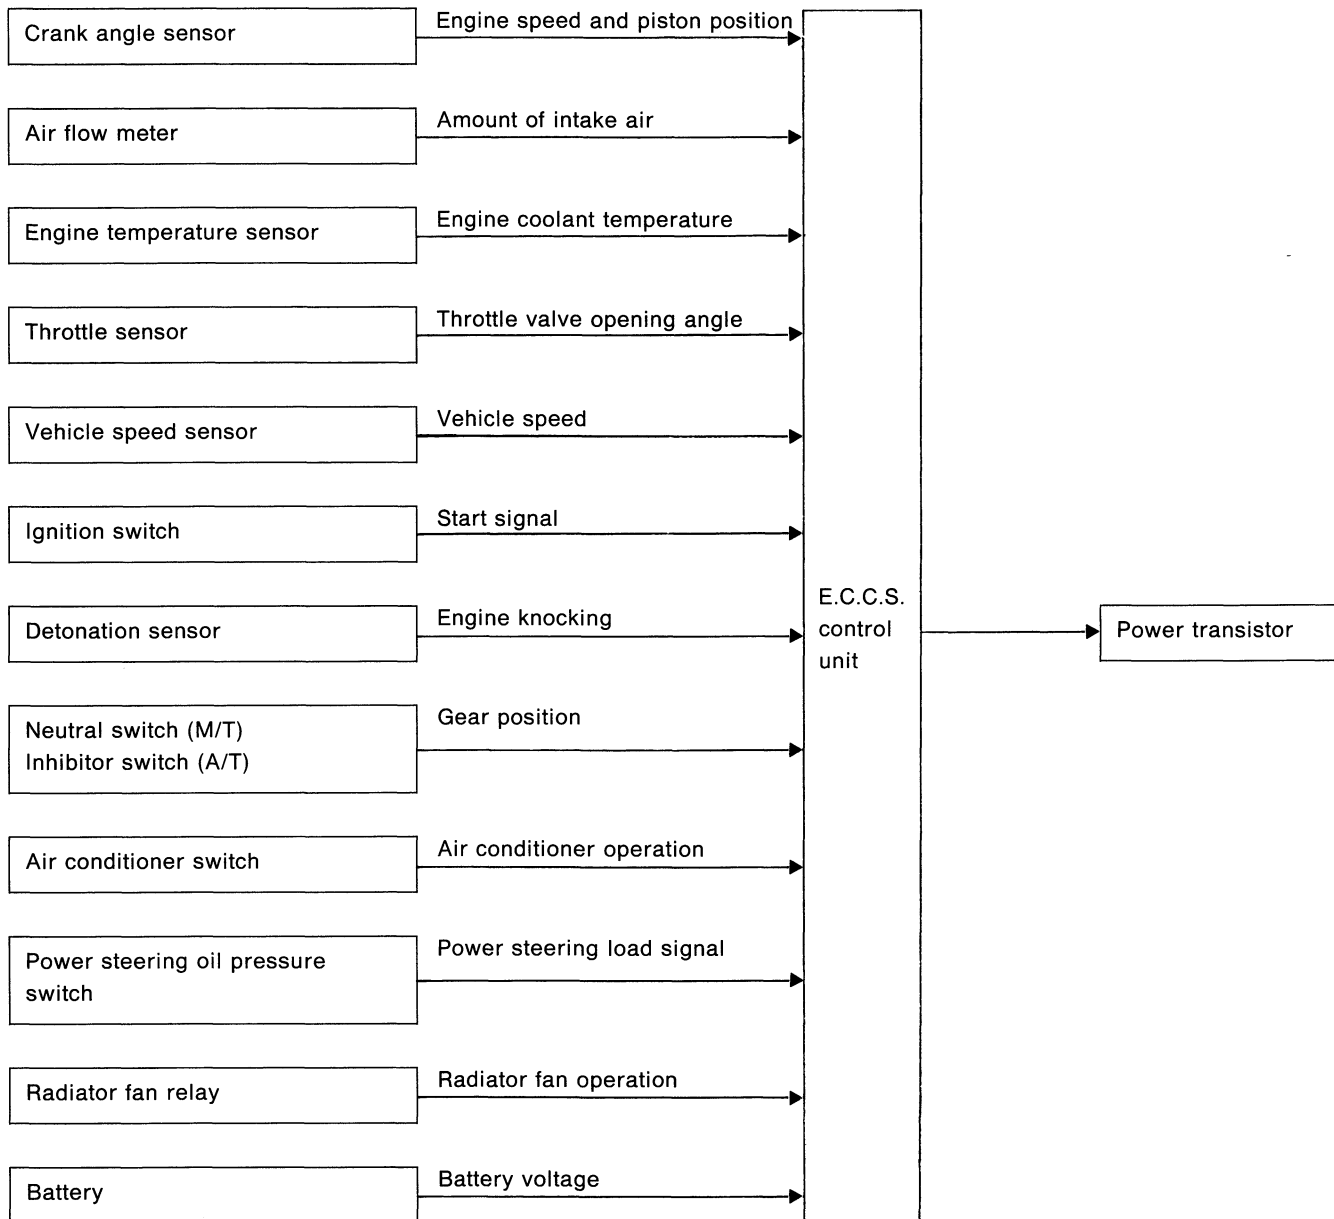 Crank angle sensor
Engine speed and piston position
Air flow meter
Amount of intake air
Engine temperature sensor
Engine coolant temperature
Throttle sensor
Throttle valve opening angle
Vehicle speed sensor
Vehicle speed
Ignition switch
Start signal
Detonation sensor
Engine knocking
Neutral switch (M/T)
Inhibitor switch (A/T)
Gear position
Air conditioner switch
Air conditioner operation
Power steering oil pressure
switch
Power steering load signal
Radiator fan relay
Radiator fan operation
Battery
Battery voltage
E.C.C.S.
control
unit
Power transistor